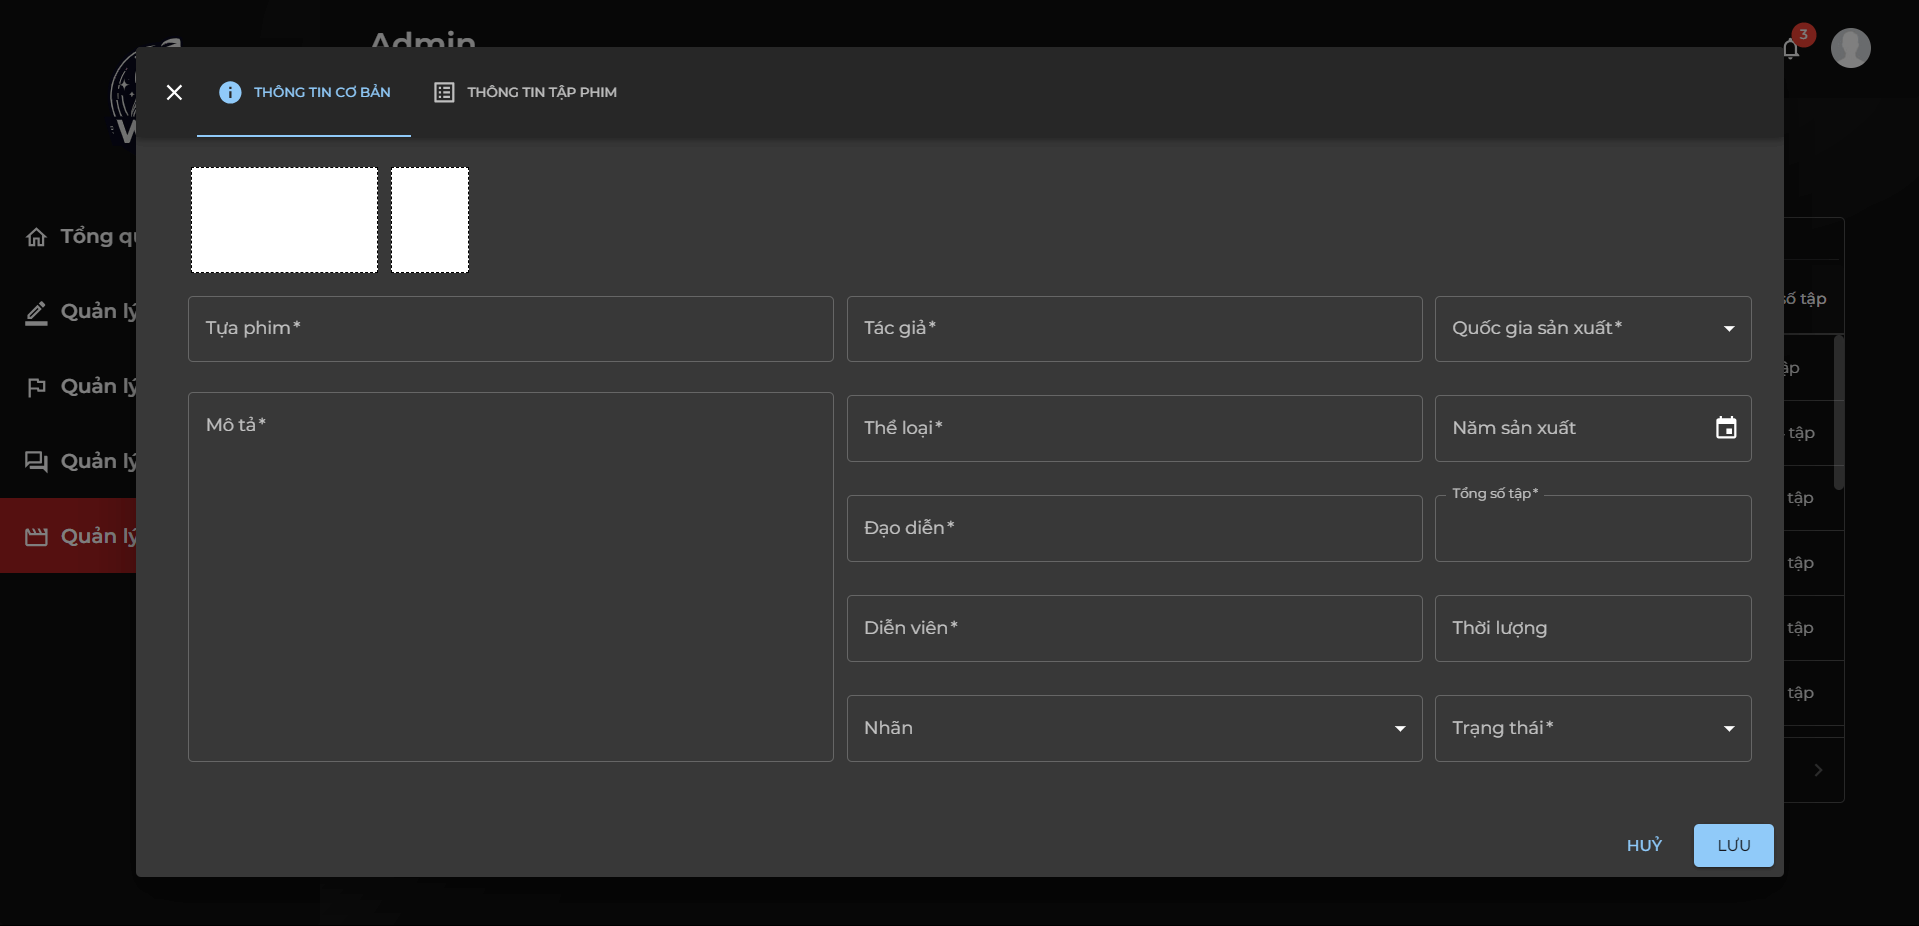 Admin
3
THÔNG TIN CƠ BẢN
THÔNG TIN TẬP PHIM
Tổng
Quản lý
Quản lý
Quản lý
Quản lý
Tựa phim*
Tác giả*
Quốc gia sản xuất*
số tập
Mô tả*
Thể loại*
Năm sản xuất
tập
Đạo diễn*
Tổng số tập*
tập
tập
Diễn viên*
Thời lượng
tập
Nhãn
Trạng thái*
tập
HUỶ
LƯU